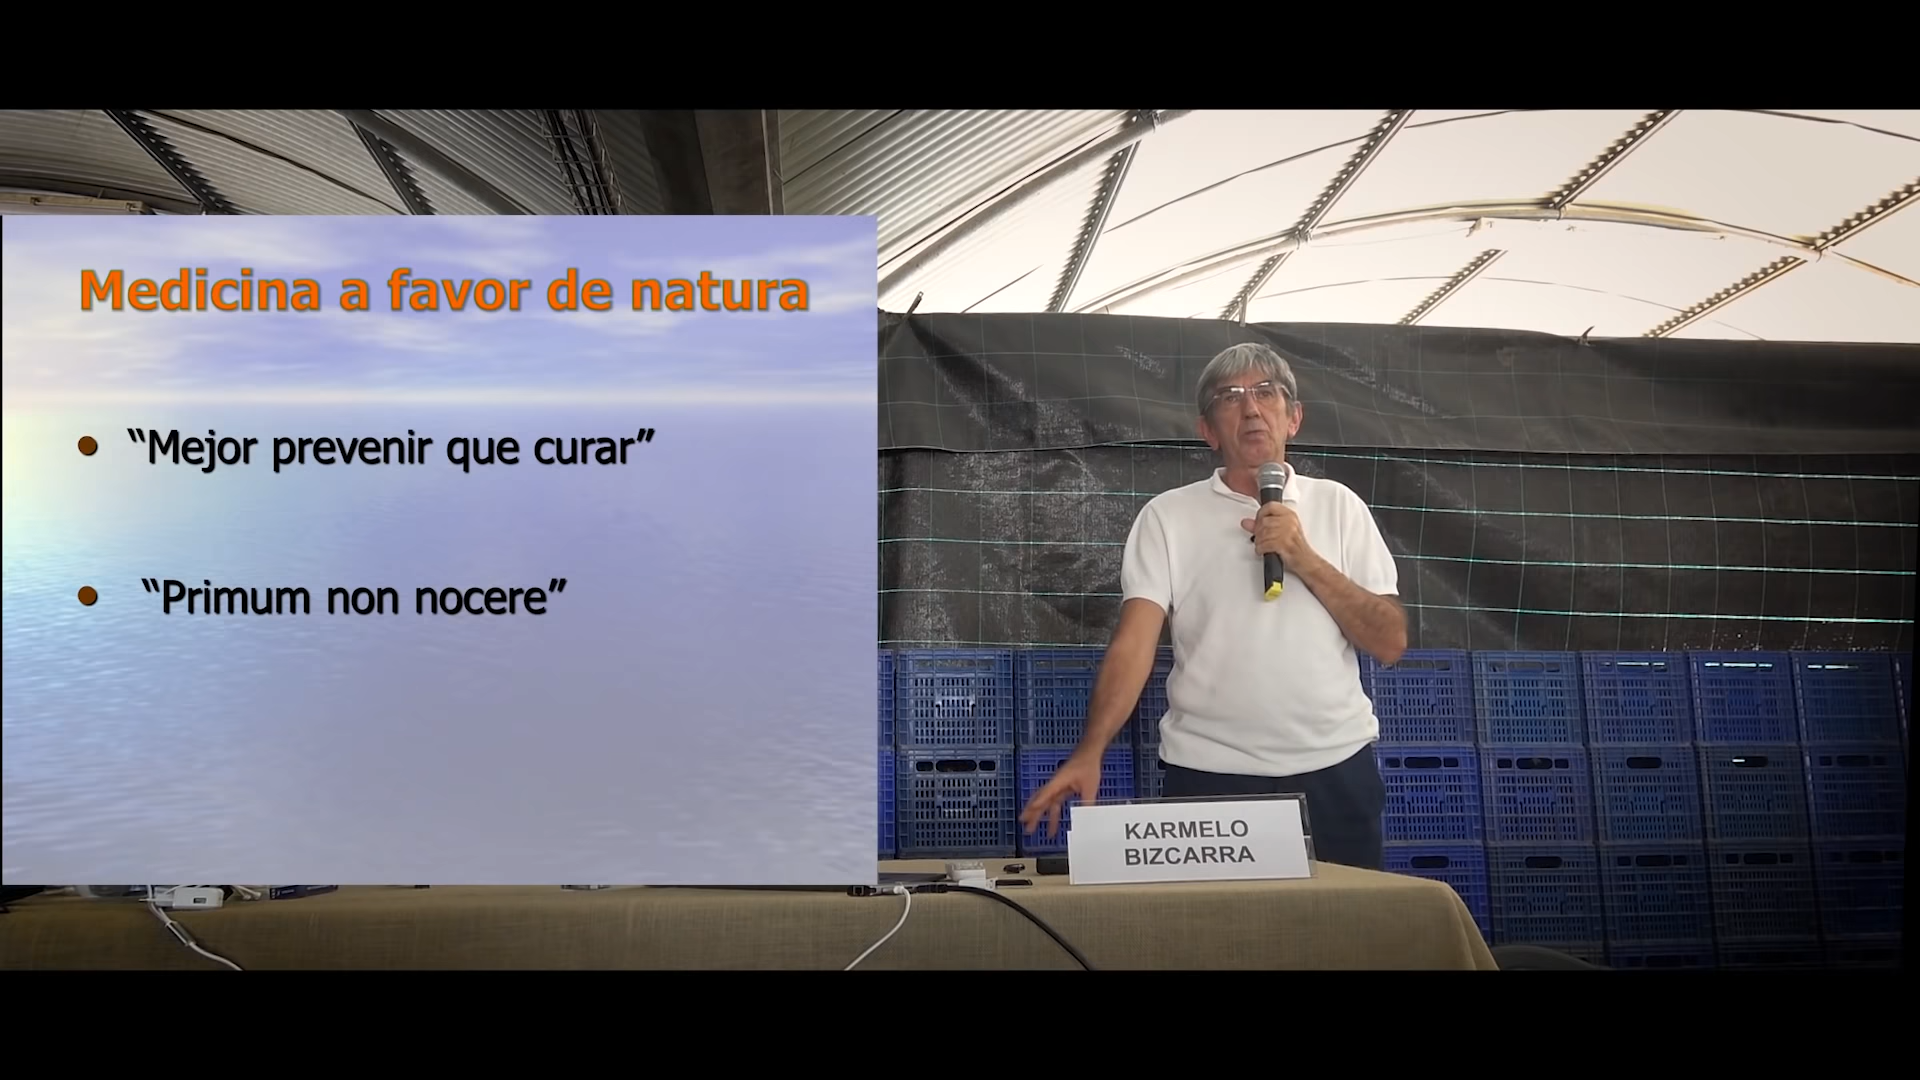 Medicina a favor de natura
“Mejor prevenir que curar”
“Primum non nocere”
KARMELO
BIZCARRA